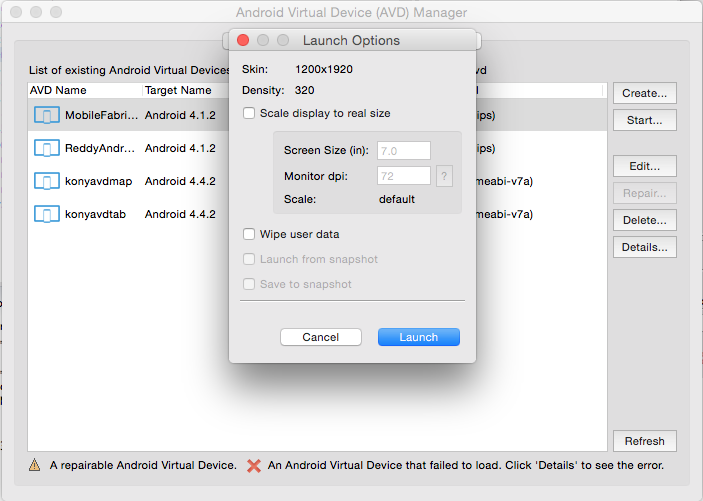 Android Virtual Device (AVD) Manager
Launch Options
List of existing Android Virtual Devices
vd
Skin: 1200x1920
Density: 320
AVD Name Target Name
Scale display to real size
Create...
MobileFabri... Android 4.1.2
ips)
Start...
ReddyAndr... Android 4.1.2
ips)
Screen Size (in): 7.0
Edit...
Monitor dpi: 72 ?
konyavdmap Android 4.4.2
meabi-v7a)
Repair...
Scale: default
konyavdtab Android 4.4.2
meabi-v7a)
Delete...
Wipe user data
Details...
Launch from snapshot
Save to snapshot
Cancel Launch
Refresh
A repairable Android Virtual Device. An Android Virtual Device that failed to load. Click 'Details' to see the error.